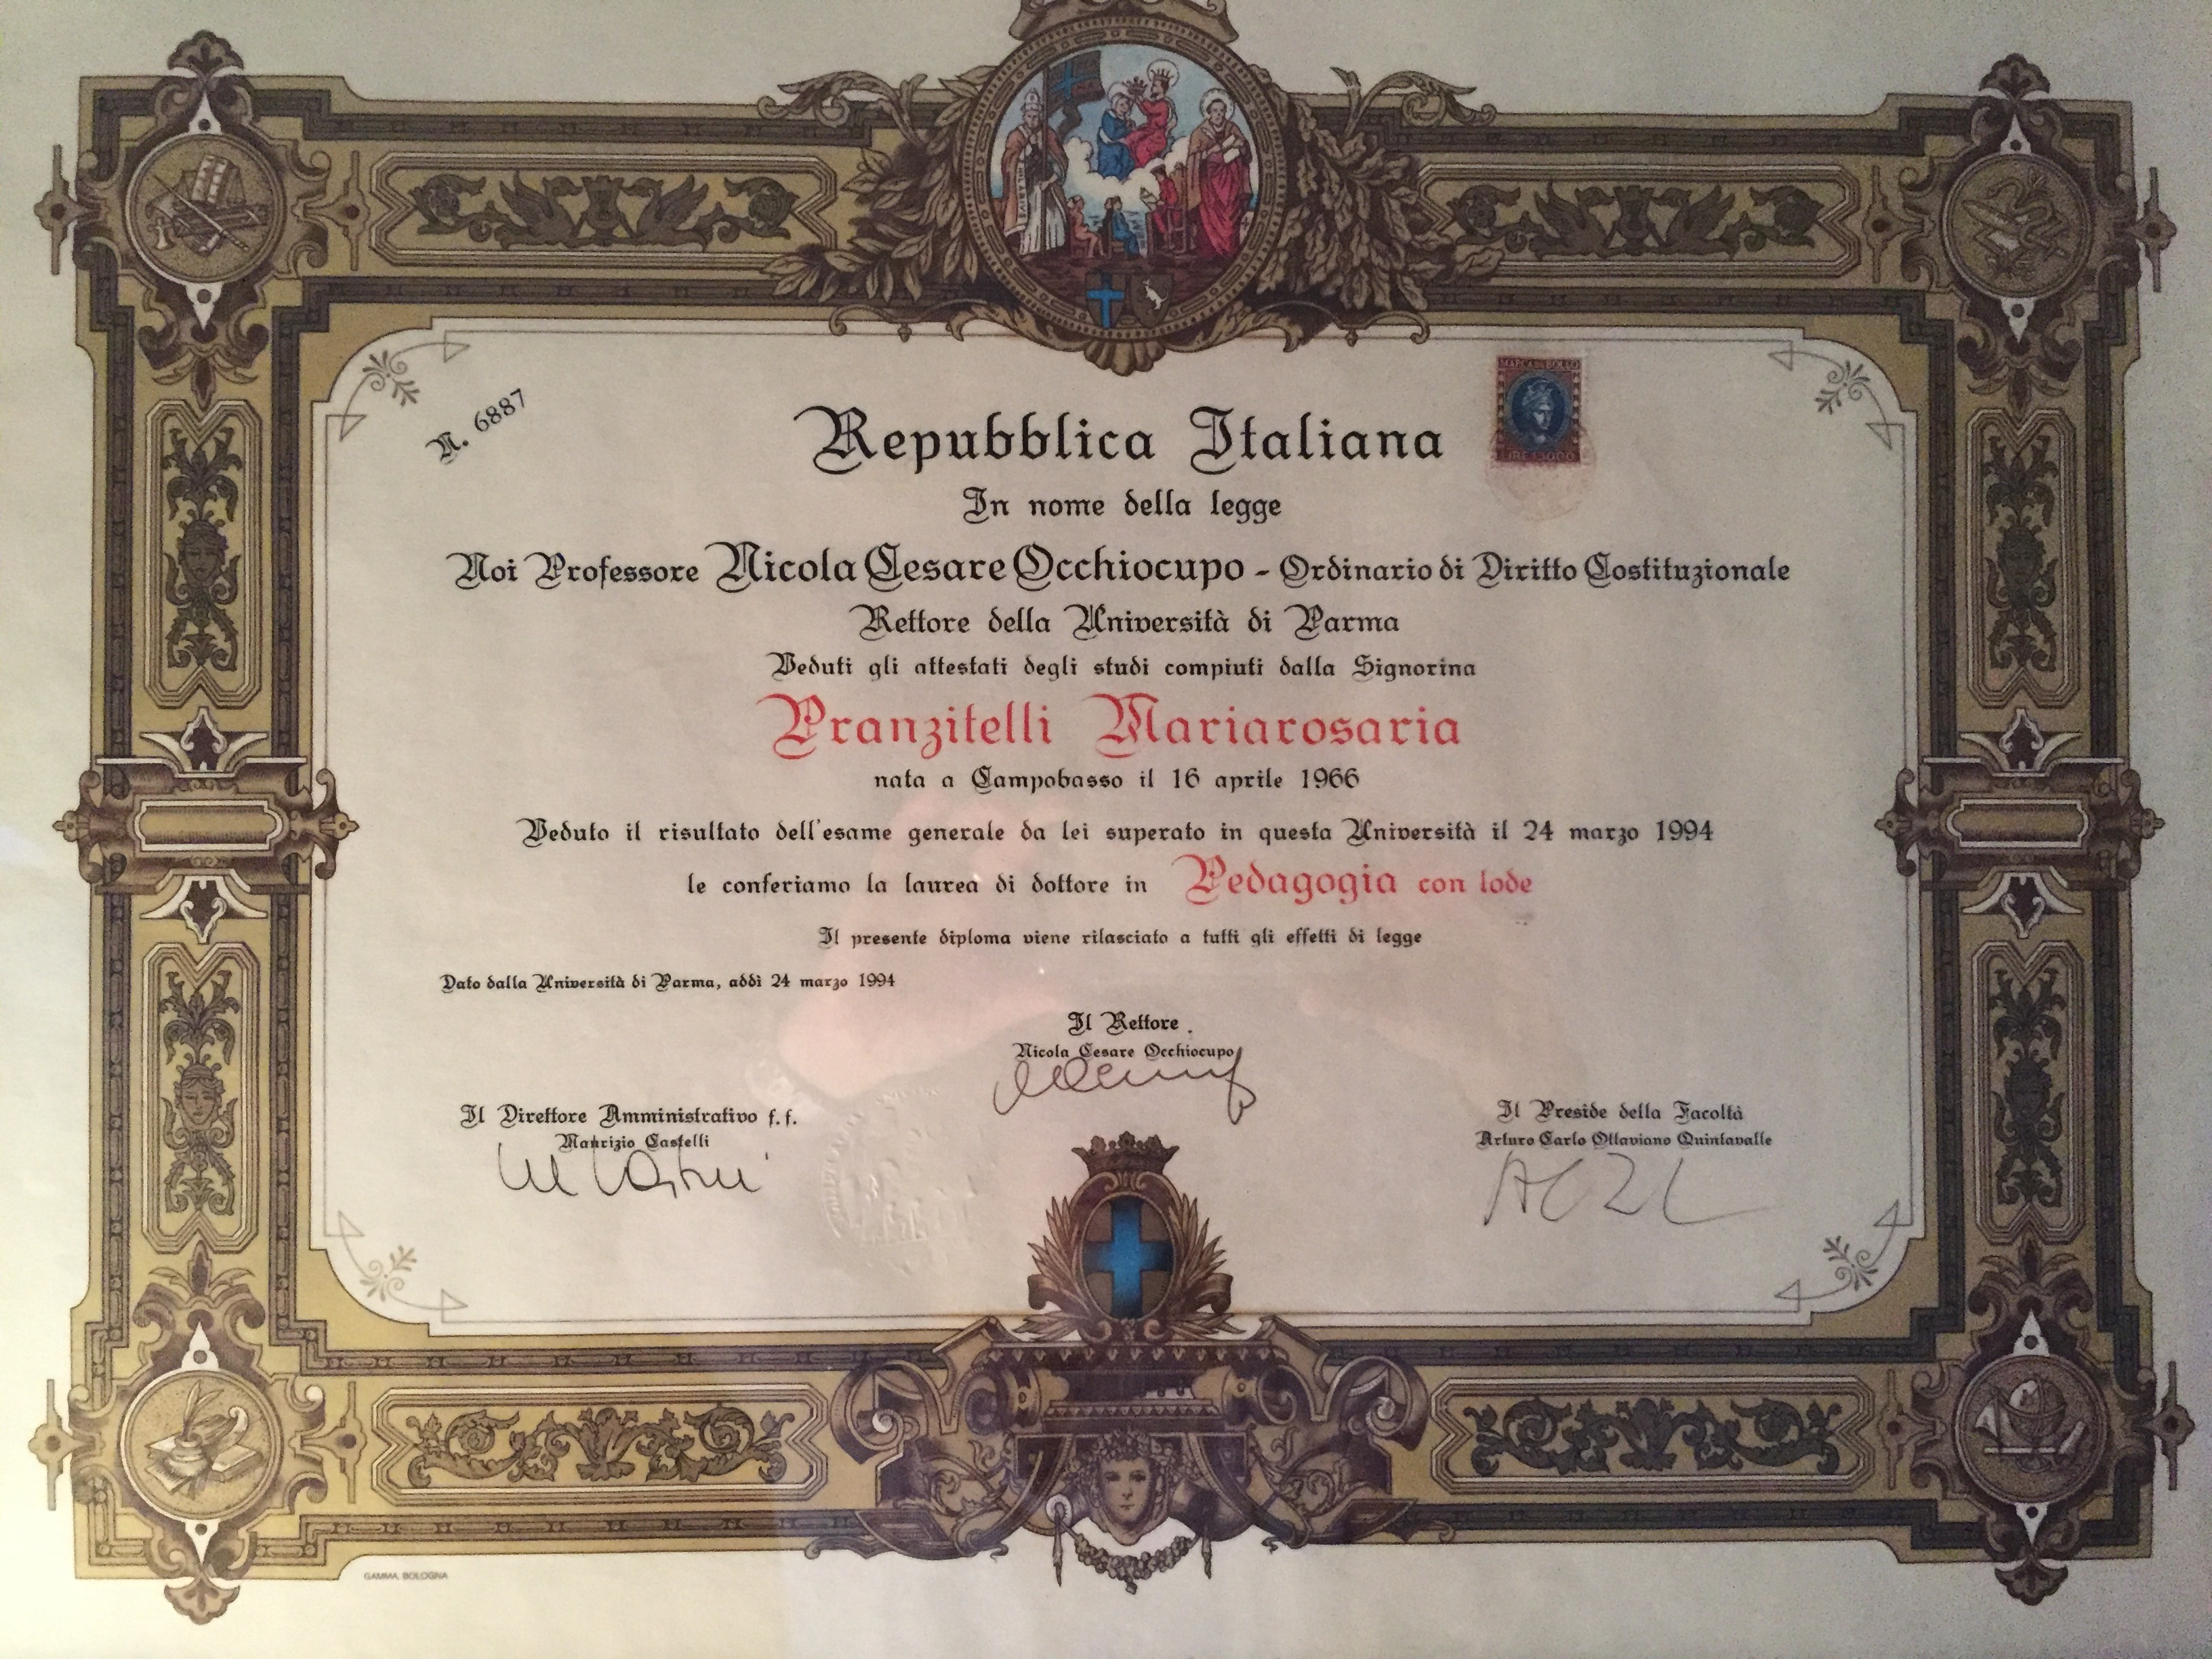 N. 6887
MARCA DA BOLLO
LIRE 15000
Repubblica Italiana
In nome della legge
Noi Professore Nicola Cesare Occhiocupo - Ordinario di Diritto Costituzionale
Rettore della Università di Parma
Veduti gli attestati degli studi compiuti dalla Signorina
Pranzitelli Mariarosaria
nata a Campobasso il 16 aprile 1966
Veduto il risultato dell'esame generale da lei superato in questa Università il 24 marzo 1994
le conferiamo la laurea di dottore in Pedagogia con lode
Il presente diploma viene rilasciato a tutti gli effetti di legge
Dato dalla Università di Parma, addì 24 marzo 1994
Il Rettore
Nicola Cesare Occhiocupo
Il Direttore Amministrativo f.f.
Maurizio Castelli
Il Preside della Facoltà
Arturo Carlo Ottaviano Quintavalle
GAMMA, BOLOGNA